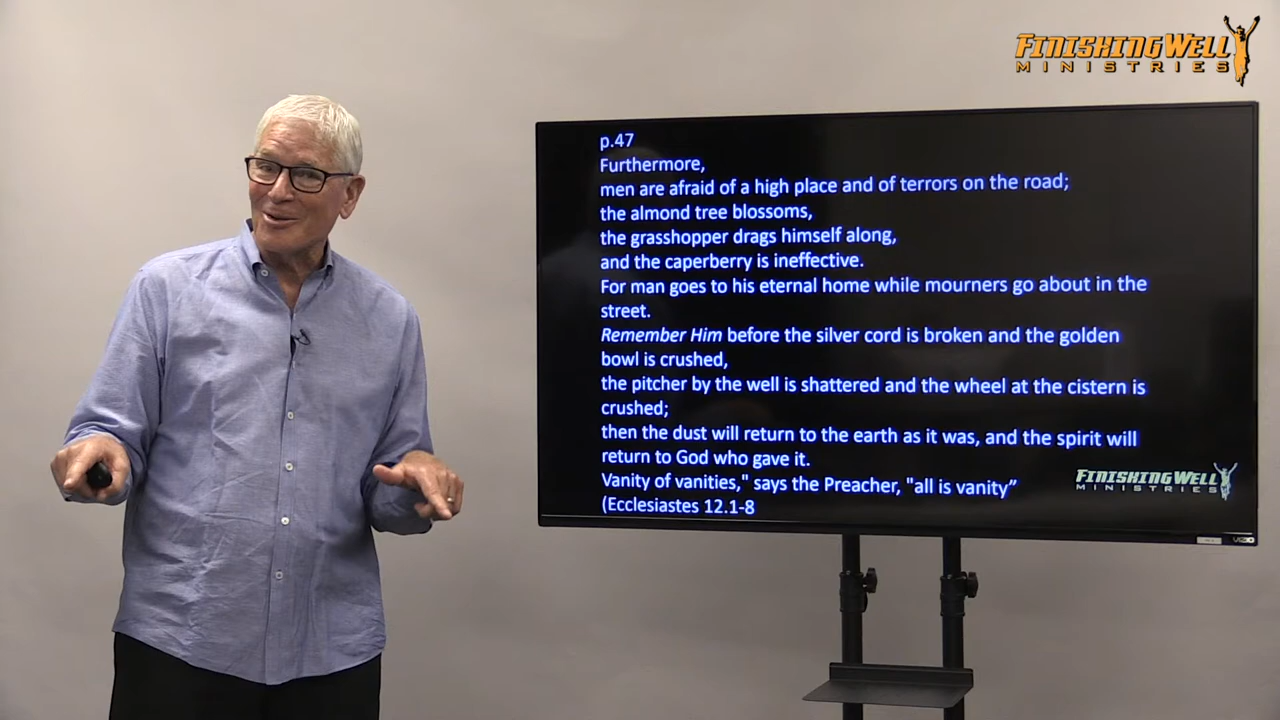 FINISHINGWELL
MINISTRIES
p.47
Furthermore,
men are afraid of a high place and of terrors on the road;
the almond tree blossoms,
the grasshopper drags himself along,
and the caperberry is ineffective.
For man goes to his eternal home while mourners go about in the
street.
Remember Him before the silver cord is broken and the golden
bowl is crushed,
the pitcher by the well is shattered and the wheel at the cistern is
crushed;
then the dust will return to the earth as it was, and the spirit will
return to God who gave it.
Vanity of vanities," says the Preacher, "all is vanity”
(Ecclesiastes 12.1-8
FINISHINGWELL
MINISTRIES
VIZIO